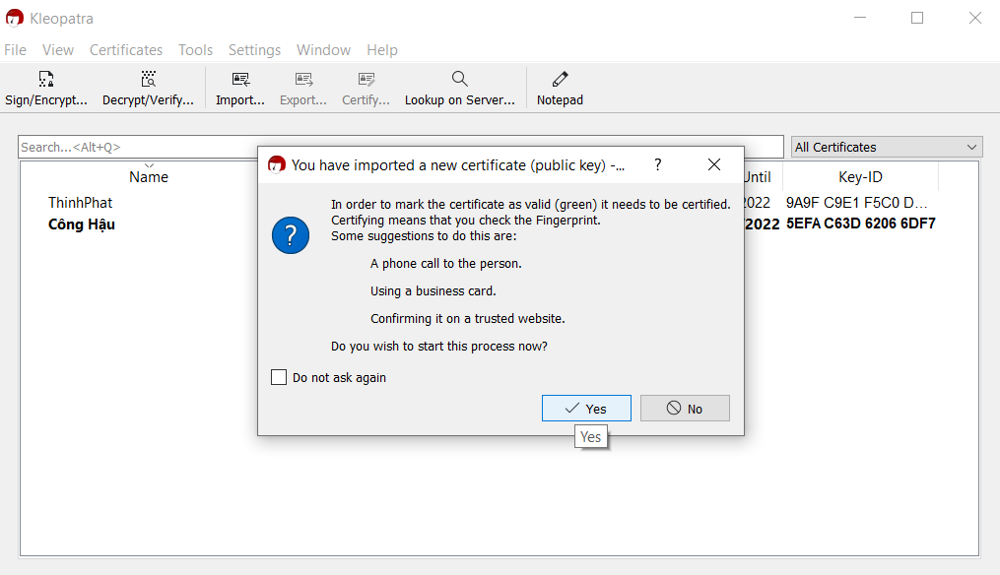 Kleopatra
File View Certificates Tools Settings Window Help
Sign/Encrypt... Decrypt/Verify... Import... Export... Certify... Lookup on Server... Notepad
Search...<Alt+Q> All Certificates
Name Until Key-ID
ThinhPhat 2022 9A9F C9E1 F5C0 D...
Công Hậu /2022 5EFA C63D 6206 6DF7
You have imported a new certificate (public key) -... ?
In order to mark the certificate as valid (green) it needs to be certified.
Certifying means that you check the Fingerprint.
Some suggestions to do this are:
A phone call to the person.
Using a business card.
Confirming it on a trusted website.
Do you wish to start this process now?
Do not ask again
Yes No
Yes